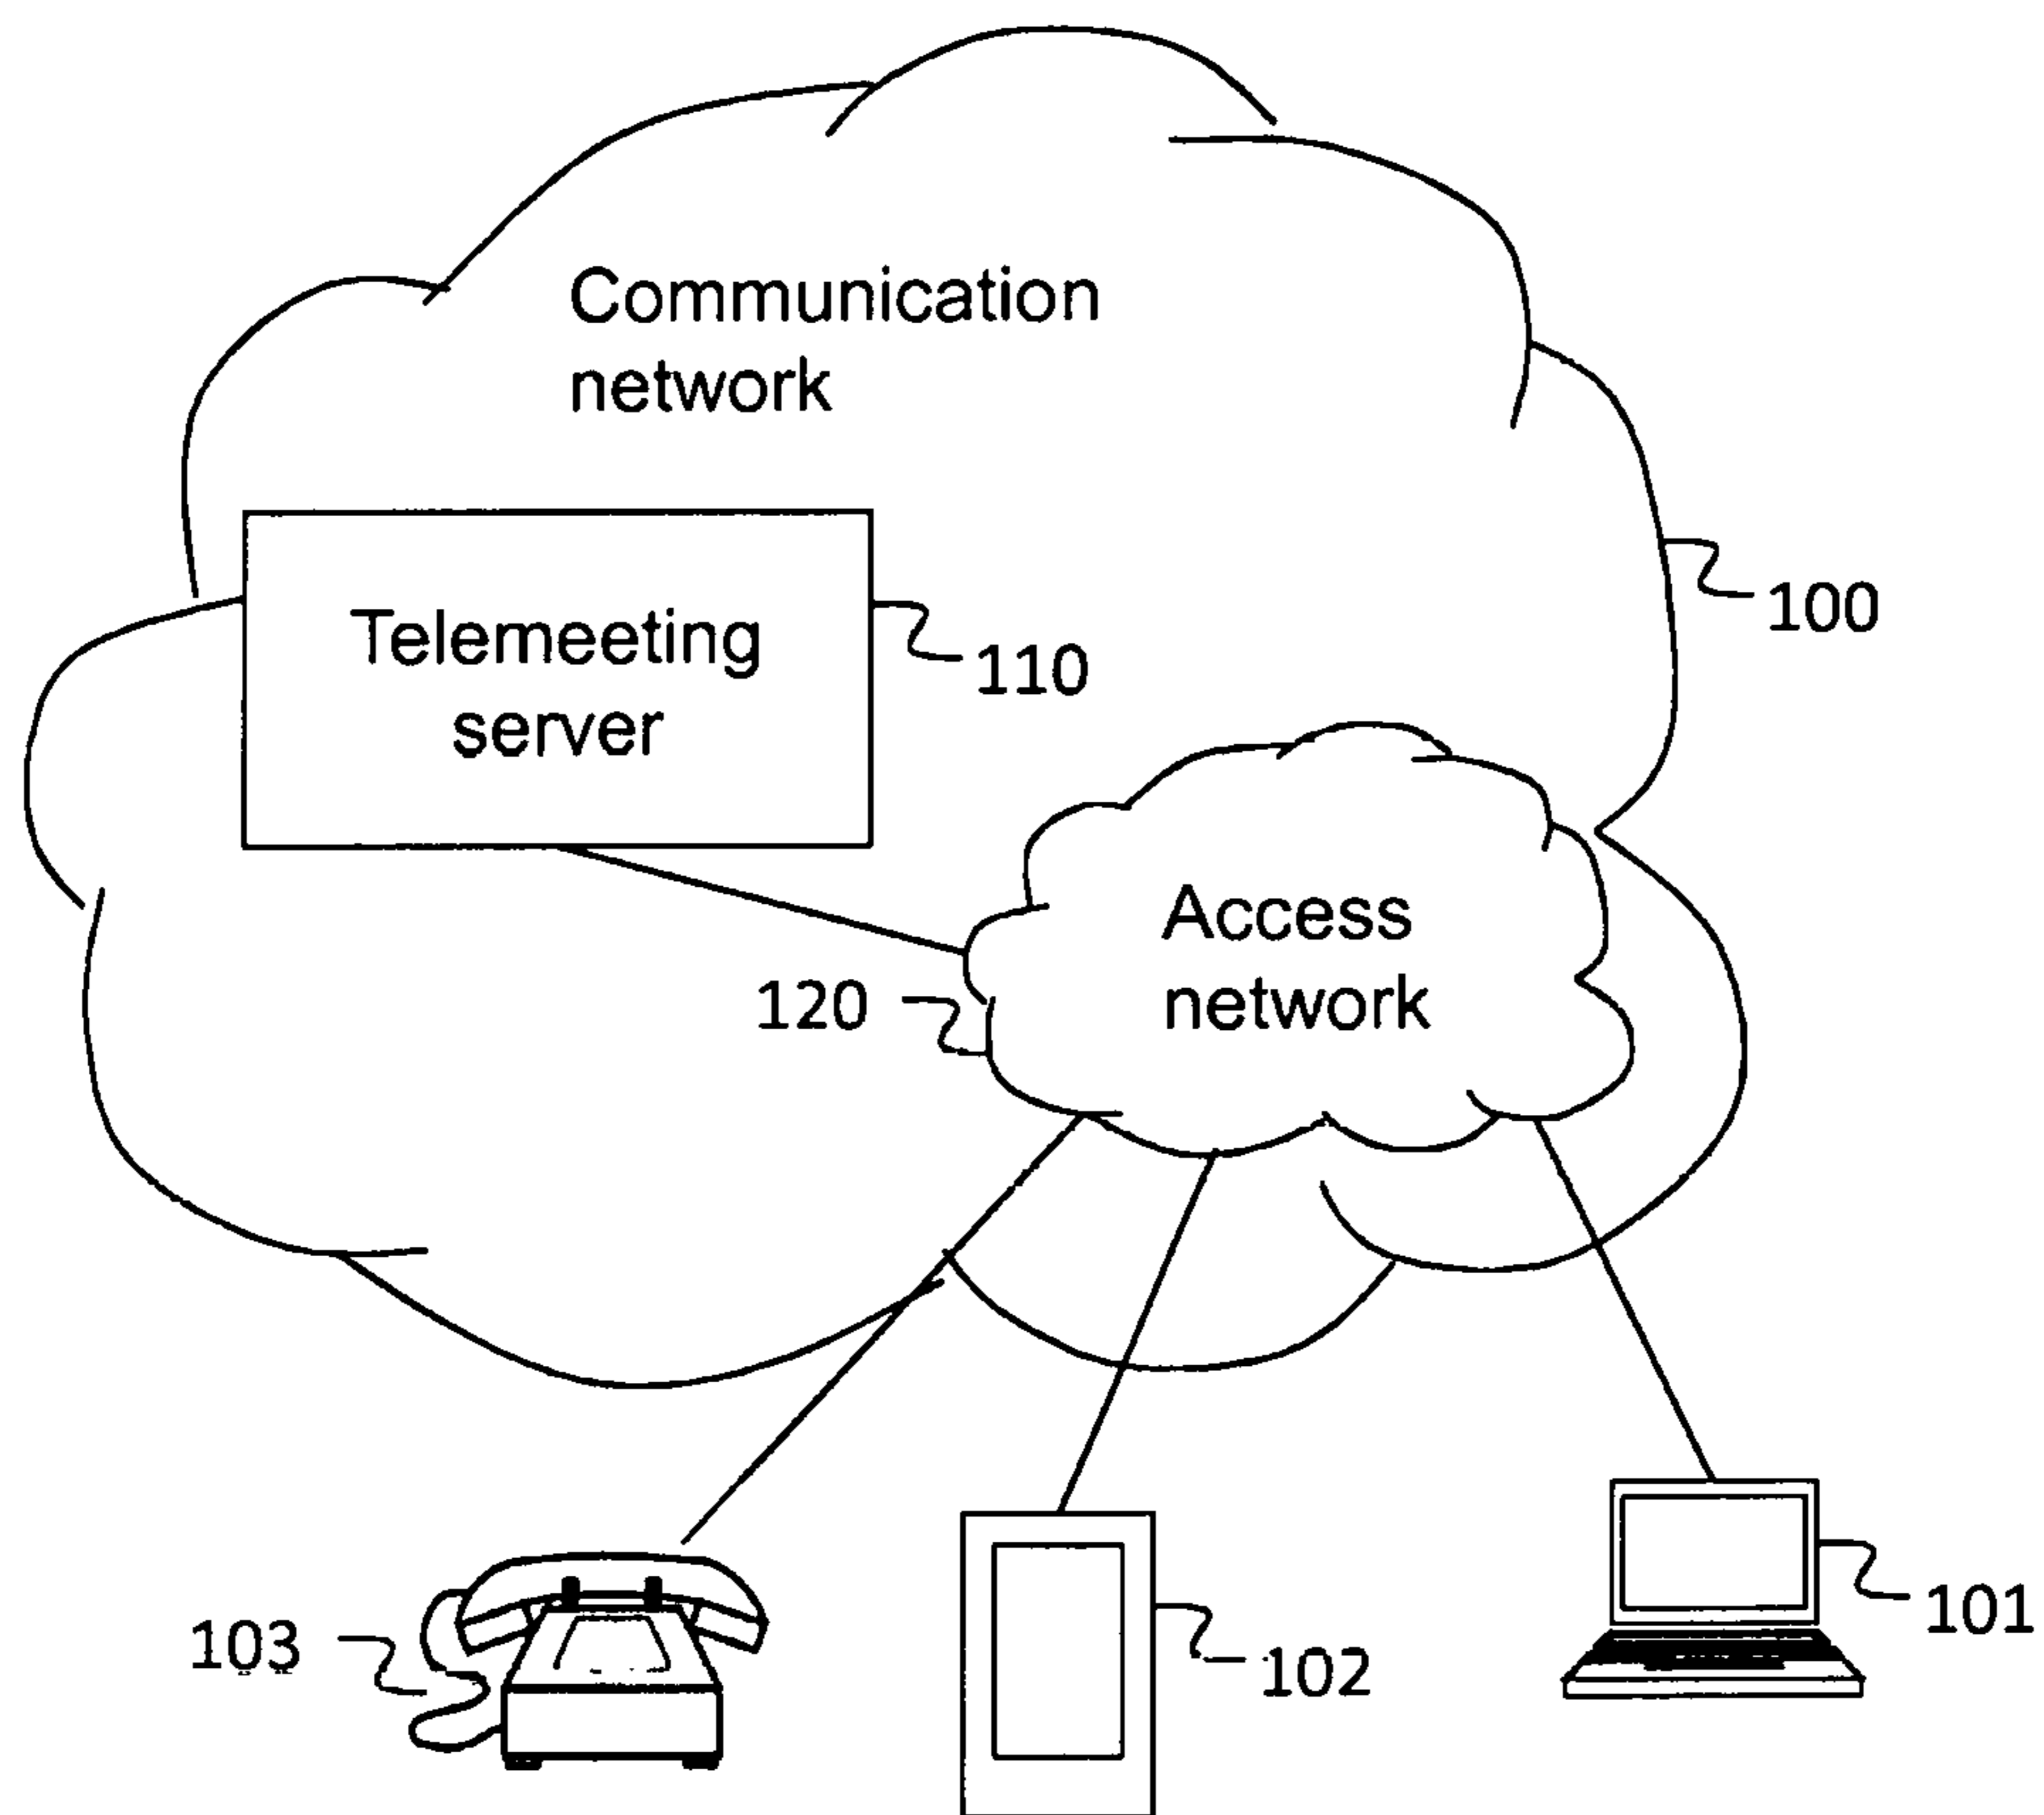 Communication
network
100
Telemeeting
server
110
Access
network
120
101
102
103